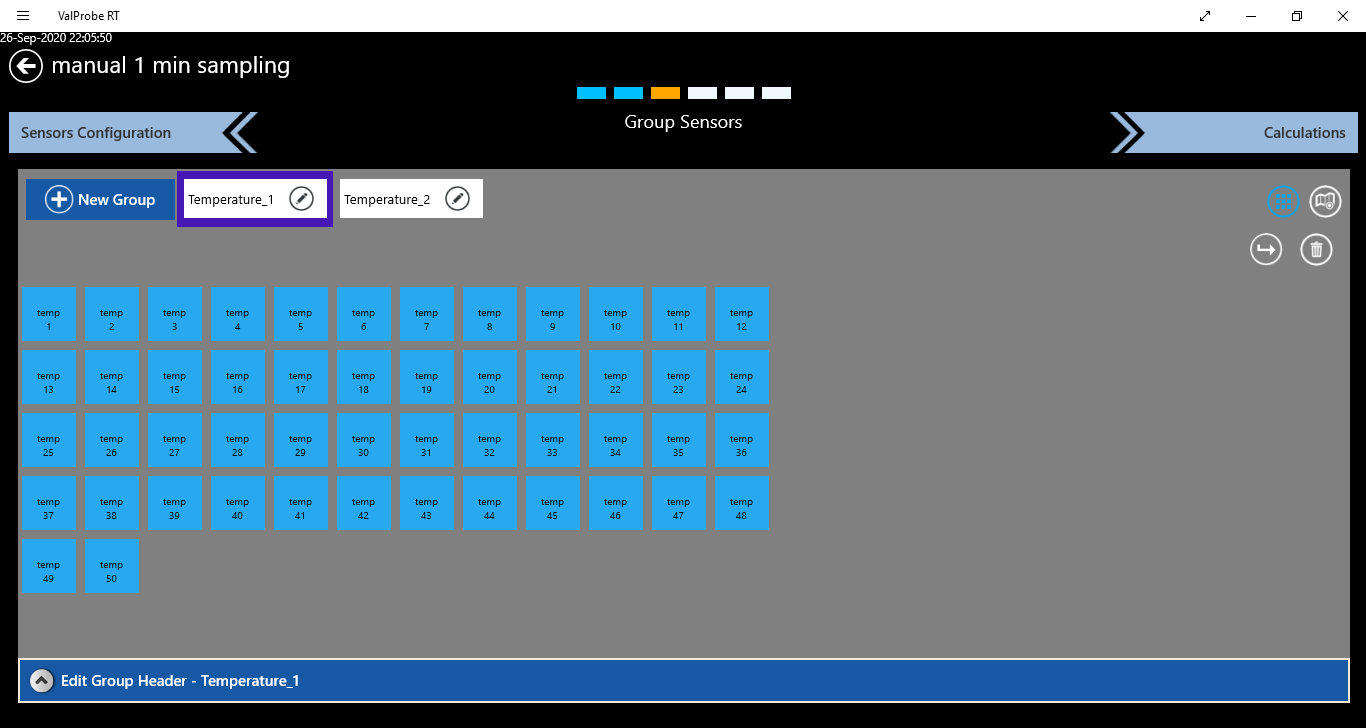 ValProbe RT
26-Sep-2020 22:05:50
manual 1 min sampling
Sensors Configuration
Group Sensors
Calculations
New Group
Temperature_1
Temperature_2
temp 1
temp 2
temp 3
temp 4
temp 5
temp 6
temp 7
temp 8
temp 9
temp 10
temp 11
temp 12
temp 13
temp 14
temp 15
temp 16
temp 17
temp 18
temp 19
temp 20
temp 21
temp 22
temp 23
temp 24
temp 25
temp 26
temp 27
temp 28
temp 29
temp 30
temp 31
temp 32
temp 33
temp 34
temp 35
temp 36
temp 37
temp 38
temp 39
temp 40
temp 41
temp 42
temp 43
temp 44
temp 45
temp 46
temp 47
temp 48
temp 49
temp 50
Edit Group Header - Temperature_1